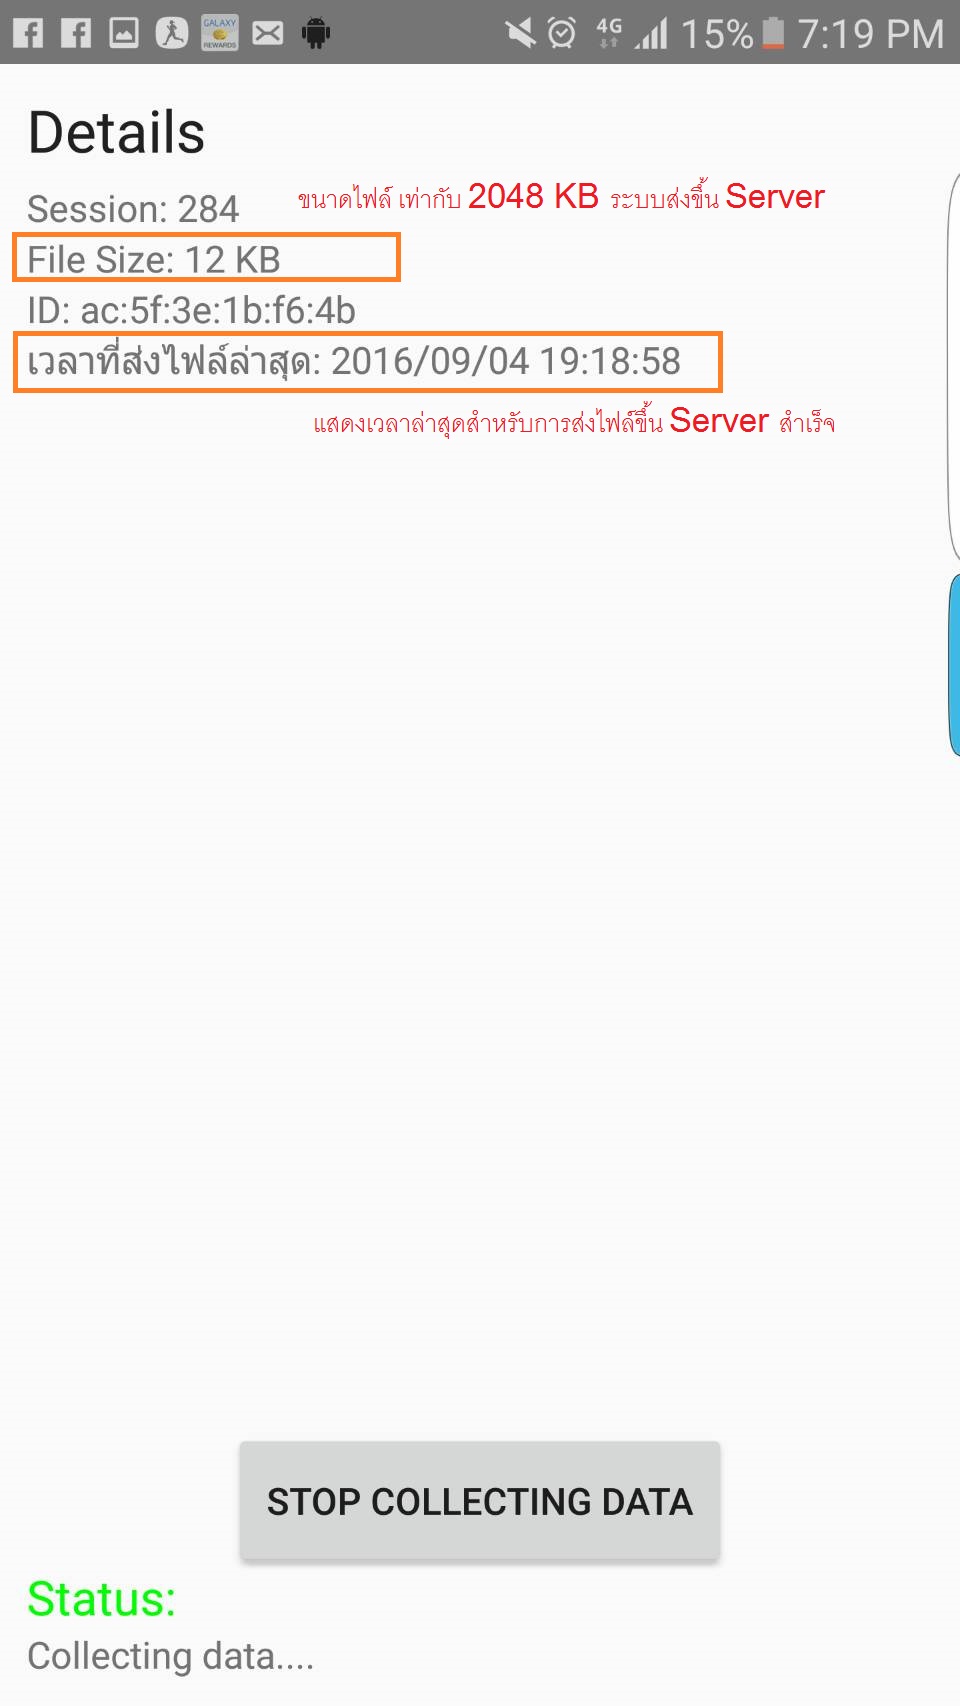 GALAXY
REWARDS
4G 15% 7:19 PM
Details
Session: 284
ขนาดไฟล์ เท่ากับ 2048 KB ระบบส่งขึ้น Server
File Size: 12 KB
ID: ac:5f:3e:1b:f6:4b
เวลาที่ส่งไฟล์ล่าสุด: 2016/09/04 19:18:58
แสดงเวลาล่าสุดสำหรับการส่งไฟล์ขึ้น Server สำเร็จ
STOP COLLECTING DATA
Status:
Collecting data....